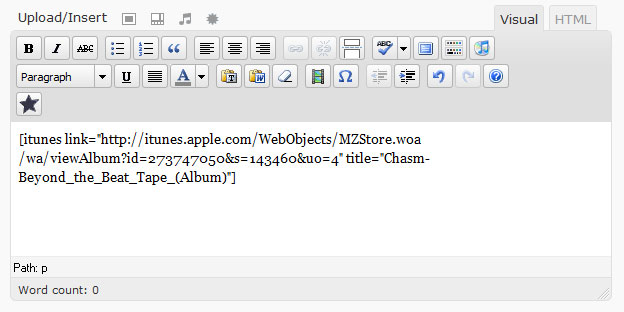 Upload/Insert
Visual
HTML
B I ABC
ABC
Paragraph
U
A
T
W
Ω
?
[itunes link="http://itunes.apple.com/WebObjects/MZStore.woa
/wa/viewAlbum?id=273747050&s=143460&uo=4" title="Chasm-
Beyond_the_Beat_Tape_(Album)"]
Path: p
Word count: 0